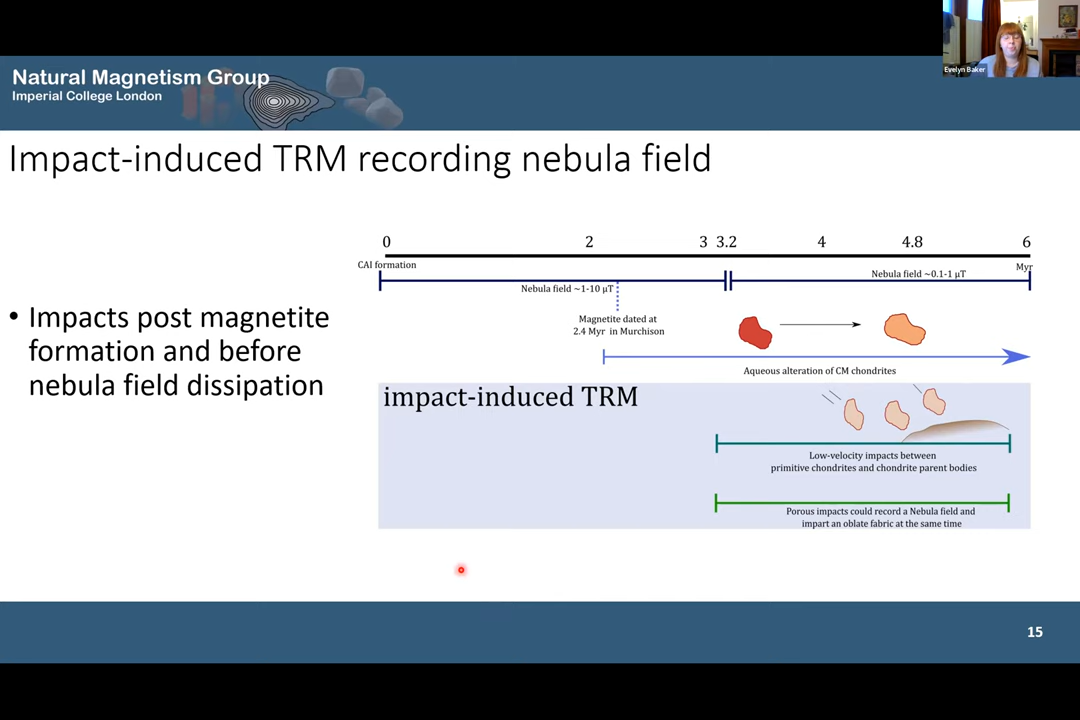 Natural Magnetism Group
Imperial College London
Evelyn Baker
Impact-induced TRM recording nebula field
0 2 3 3.2 4 4.8 6
CAI formation
Myr
Nebula field ~0.1-1 μT
Nebula field ~1-10 μT
• Impacts post magnetite
formation and before
nebula field dissipation
Magnetite dated at
2.4 Myr in Murchison
Aqueous alteration of CM chondrites
impact-induced TRM
Low-velocity impacts between
primitive chondrites and chondrite parent bodies
Porous impacts could record a Nebula field and
impart an oblate fabric at the same time
15